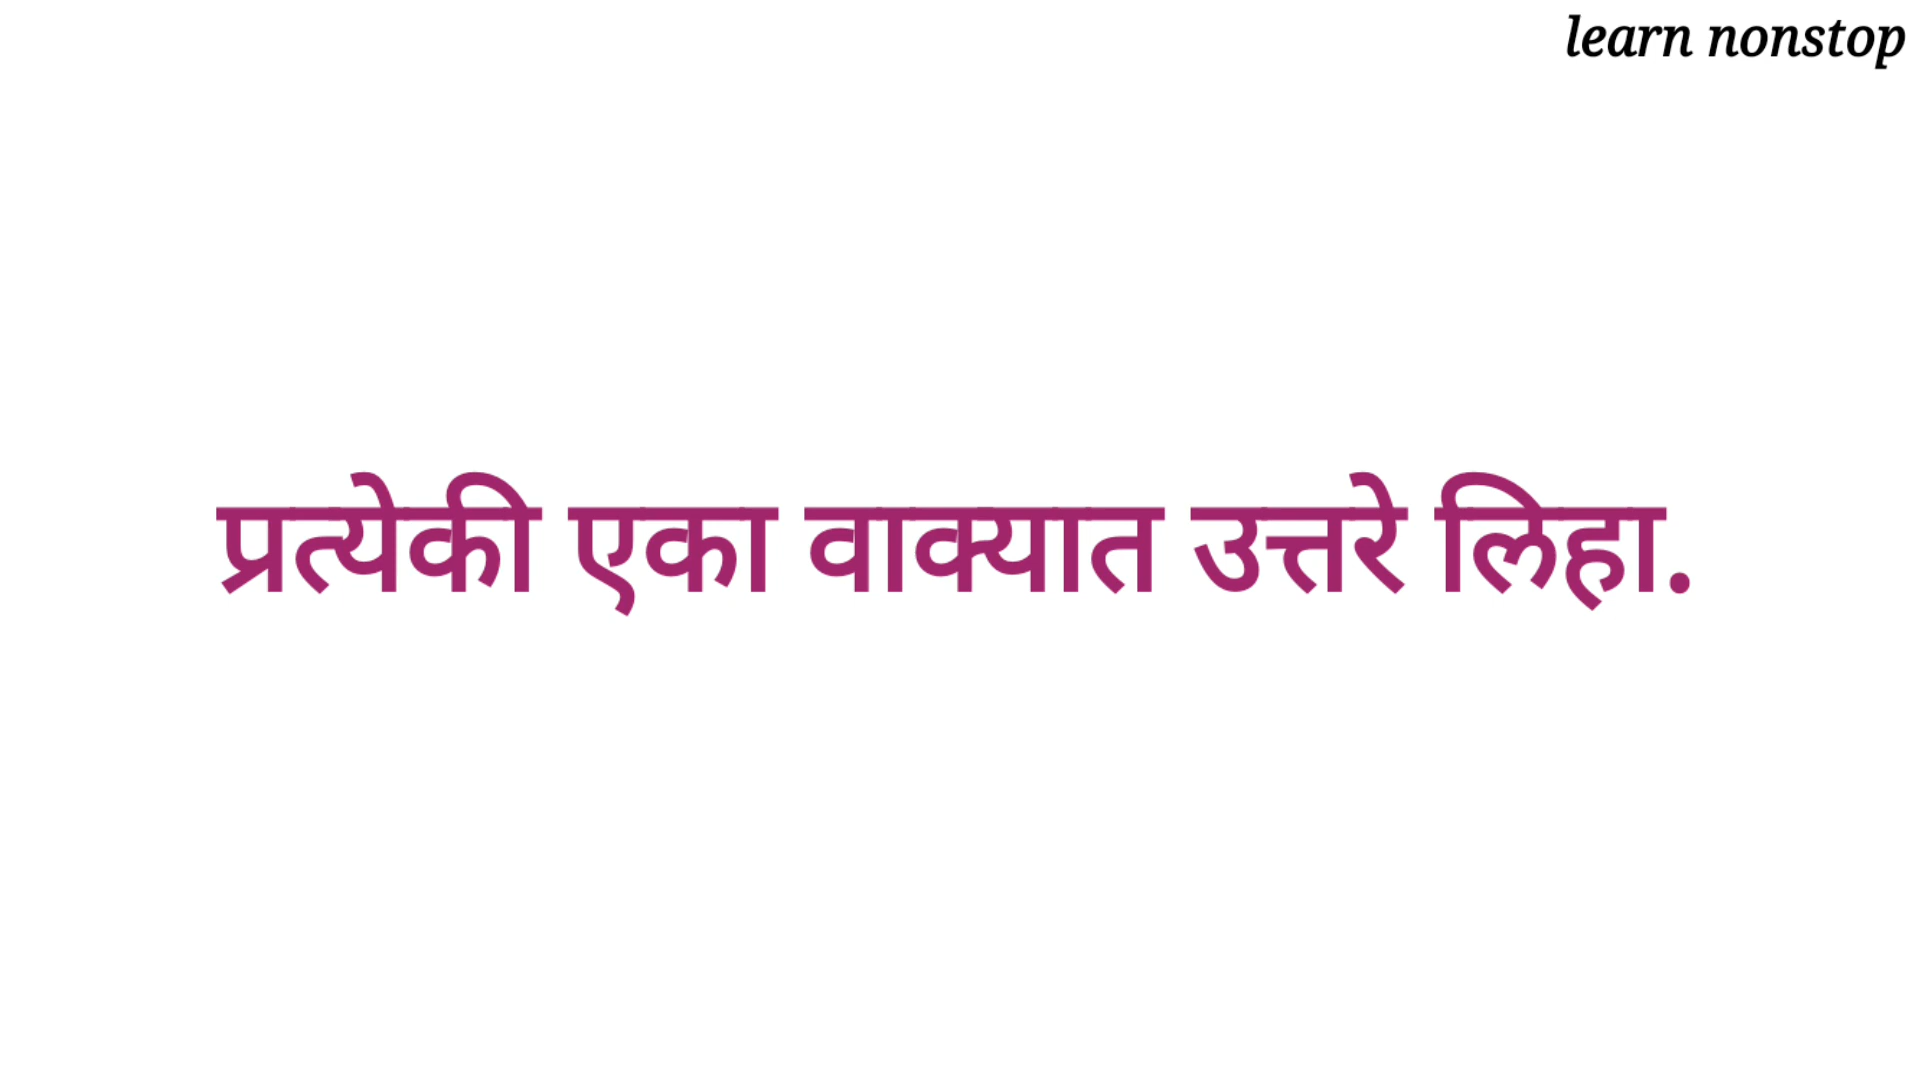 learn nonstop
प्रत्येकी एका वाक्यात उत्तरे लिहा.